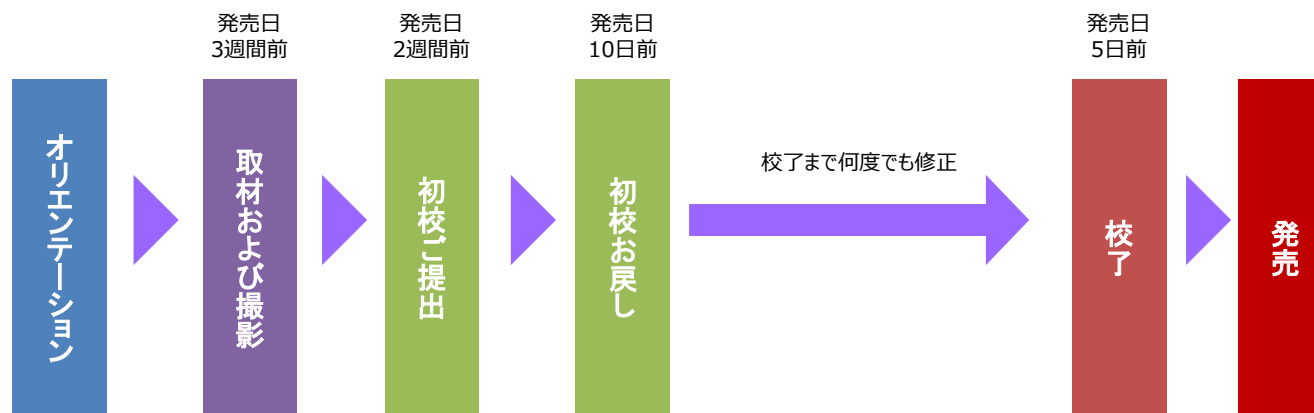 発売日
3週間前
発売日
2週間前
発売日
10日前
発売日
5日前
オリエンテーション
取材および撮影
初校ご提出
初校お戻し
校了まで何度でも修正
校了
発売